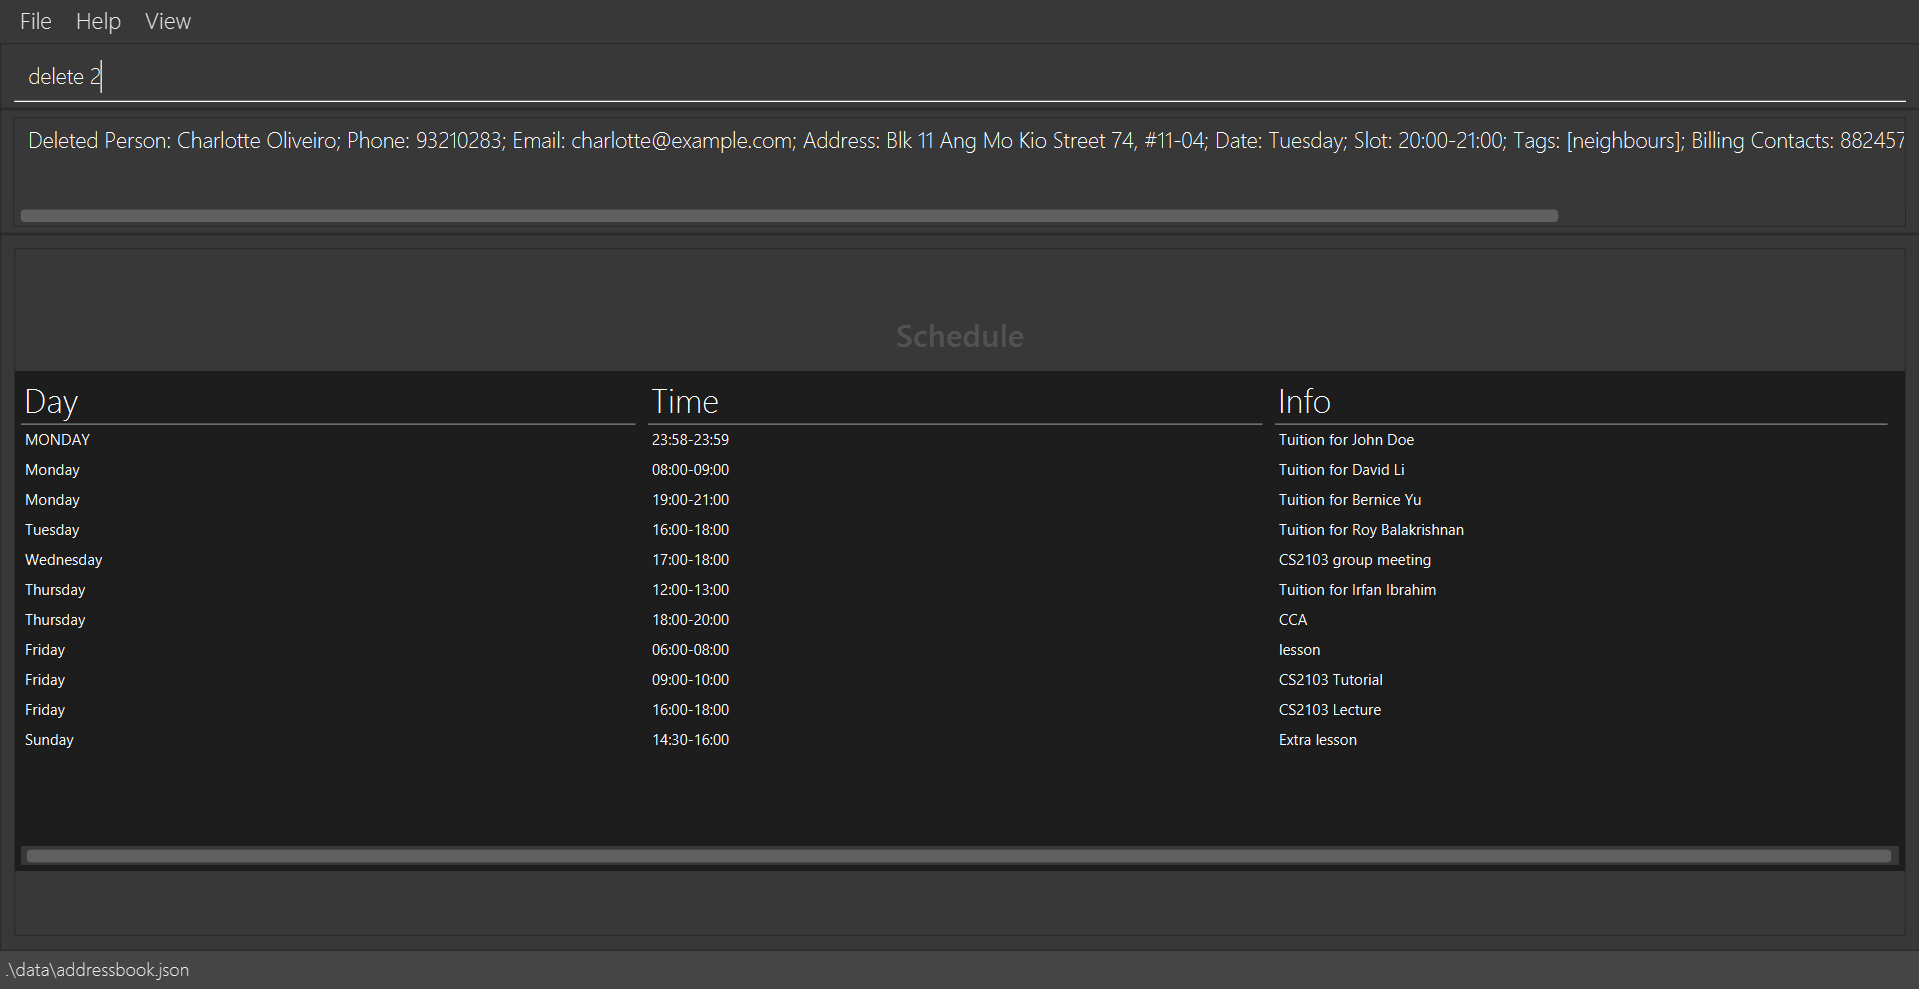 File Help View
delete 2
Deleted Person: Charlotte Oliveiro; Phone: 93210283; Email: charlotte@example.com; Address: Blk 11 Ang Mo Kio Street 74, #11-04; Date: Tuesday; Slot: 20:00-21:00; Tags: [neighbours]; Billing Contacts: 882457
Schedule
Day Time Info
MONDAY 23:58-23:59 Tuition for John Doe
Monday 08:00-09:00 Tuition for David Li
Monday 19:00-21:00 Tuition for Bernice Yu
Tuesday 16:00-18:00 Tuition for Roy Balakrishnan
Wednesday 17:00-18:00 CS2103 group meeting
Thursday 12:00-13:00 Tuition for Irfan Ibrahim
Thursday 18:00-20:00 CCA
Friday 06:00-08:00 lesson
Friday 09:00-10:00 CS2103 Tutorial
Friday 16:00-18:00 CS2103 Lecture
Sunday 14:30-16:00 Extra lesson
.\data\addressbook.json